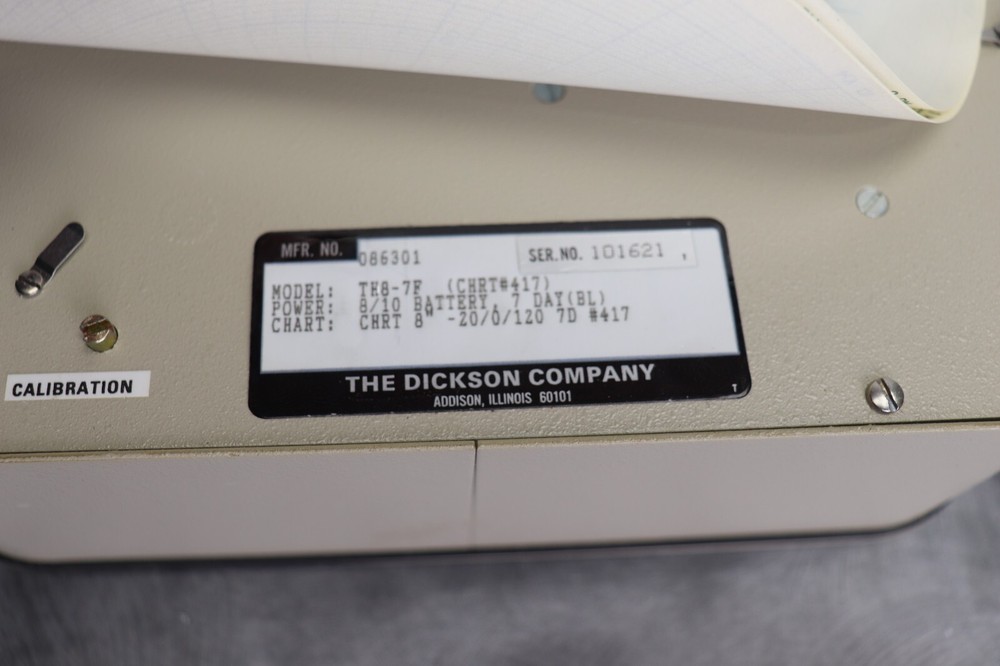 MFR. NO. 086301 SER.NO. 101621
MODEL: TH8-7F (CHRT#417)
POWER: 8/10 BATTERY, 7 DAY(BL)
CHART: CHRT 8" -20/0/120 7D #417
THE DICKSON COMPANY
ADDISON, ILLINOIS 60101
T
CALIBRATION